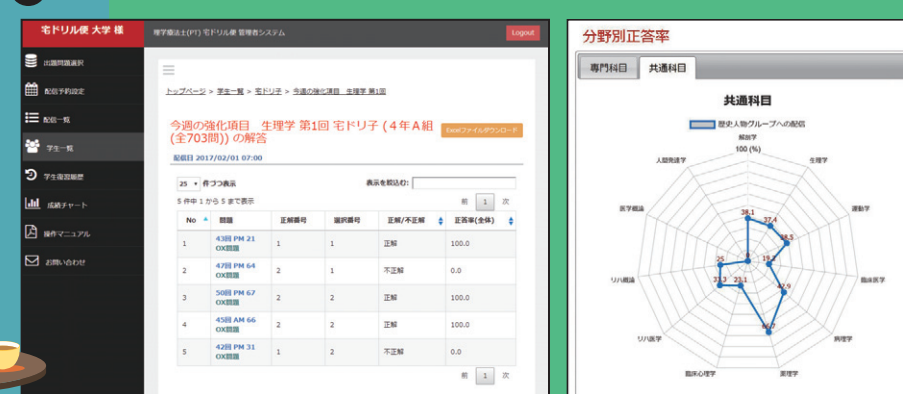 宅ドリル便 大学 様
理学療法士(PT) 宅ドリル便 管理者システム
Logout
出題問題選択
配信予約設定
配信一覧
学生一覧
学生復習履歴
成績チャート
操作マニュアル
お問い合わせ
トップページ > 学生一覧 > 宅ドリ子 > 今週の強化項目 生理学 第1回
今週の強化項目 生理学 第1回 宅ドリ子 (４年Ａ組
(全703問)) の解答
Excelファイルダウンロード
配信日 2017/02/01 07:00
25 件づつ表示
表示を絞込む:
5 件中 1 から 5 まで表示
前 1 次
No 問題 正解番号 選択番号 正解/不正解 正答率(全体)
1 43回 PM 21 OX問題 1 1 正解 100.0
2 47回 PM 64 OX問題 2 1 不正解 0.0
3 50回 PM 67 OX問題 2 2 正解 100.0
4 45回 AM 66 OX問題 2 2 正解 100.0
5 42回 PM 31 OX問題 1 2 不正解 0.0
前 1 次
分野別正答率
専門科目 共通科目
共通科目
歴史人物グループへの配信
解剖学
100 (%)
人間発達学
生理学
医学概論
運動学
リハ概論
臨床医学
リハ医学
病理学
臨床心理学
薬理学
38.1
37.4
38.5
19.2
47.9
66.7
23.1
33.3
25